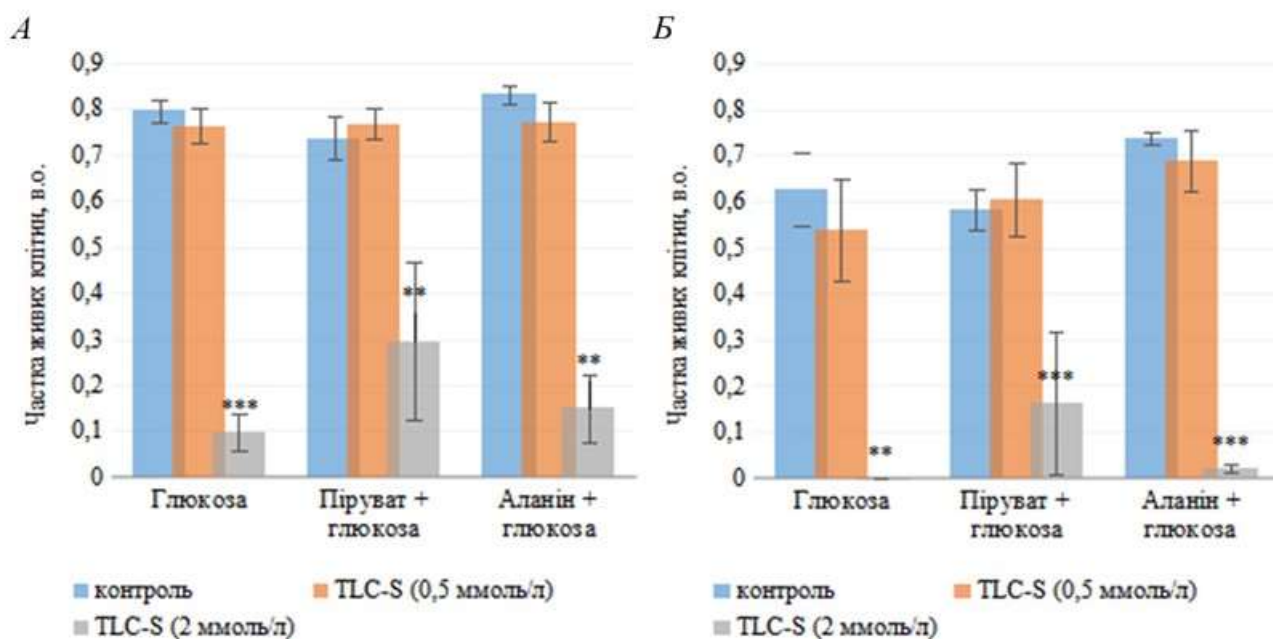 А
Частка живих клітин, в.о.
0,9
0,8
0,7
0,6
0,5
0,4
0,3
0,2
0,1
0
***
**
**
Глюкоза
Піруват +
глюкоза
Аланін +
глюкоза
контроль
TLC-S (0,5 ммоль/л)
TLC-S (2 ммоль/л)
Б
Частка живих клітин, в.о.
0,9
0,8
0,7
0,6
0,5
0,4
0,3
0,2
0,1
0
**
***
***
Глюкоза
Піруват +
глюкоза
Аланін +
глюкоза
контроль
TLC-S (0,5 ммоль/л)
TLC-S (2 ммоль/л)